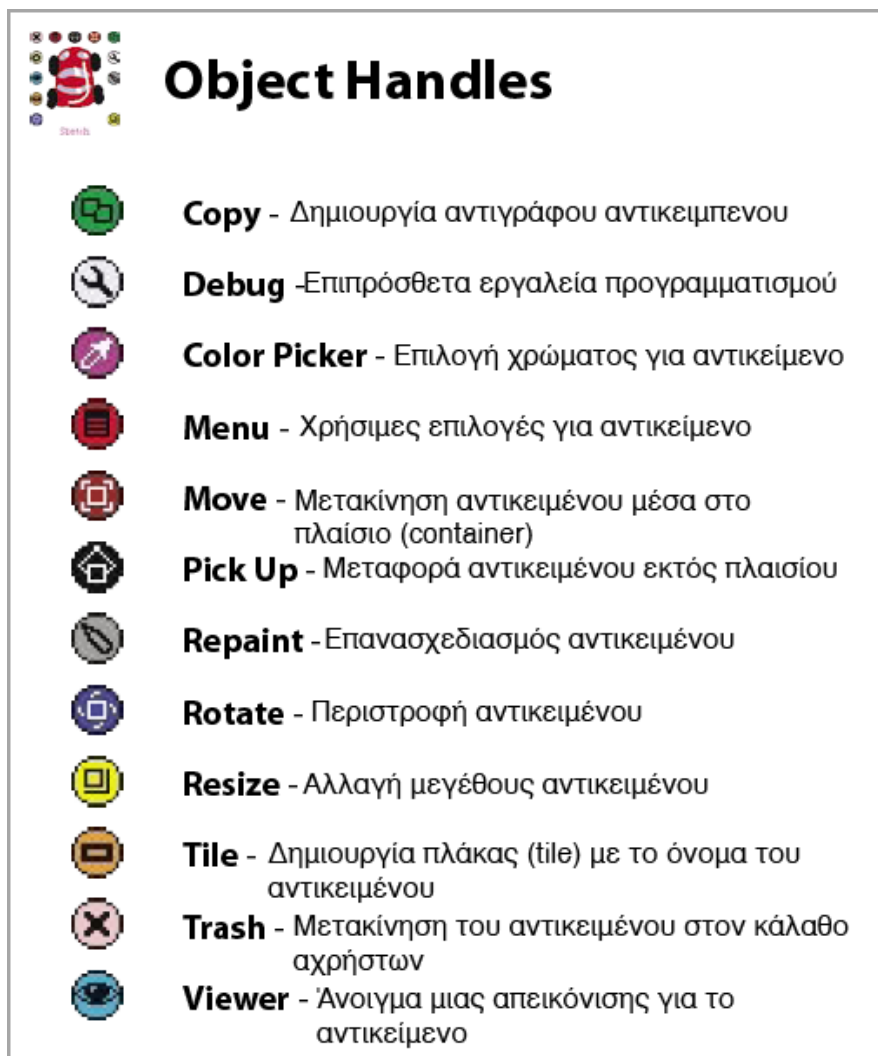 Object Handles
Sketch
Copy - Δημιουργία αντιγράφου αντικειμπενου
Debug -Επιπρόσθετα εργαλεία προγραμματισμού
Color Picker - Επιλογή χρώματος για αντικείμενο
Menu - Χρήσιμες επιλογές για αντικείμενο
Move - Μετακίνηση αντικειμένου μέσα στο
πλαίσιο (container)
Pick Up - Μεταφορά αντικειμένου εκτός πλαισίου
Repaint - Επανασχεδιασμός αντικειμένου
Rotate - Περιστροφή αντικειμένου
Resize - Αλλαγή μεγέθους αντικειμένου
Tile - Δημιουργία πλάκας (tile) με το όνομα του
αντικειμένου
Trash - Μετακίνηση του αντικειμένου στον κάλαθο
αχρήστων
Viewer - Άνοιγμα μιας απεικόνισης για το
αντικείμενο